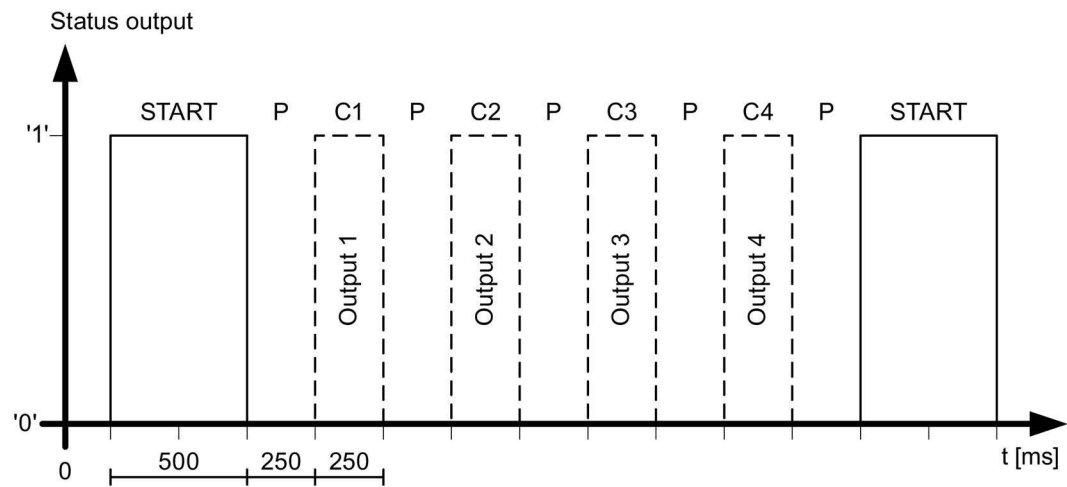 Status output
START P C1 P C2 P C3 P C4 P START
'1'
Output 1
Output 2
Output 3
Output 4
'0'
0
500 250 250
t [ms]